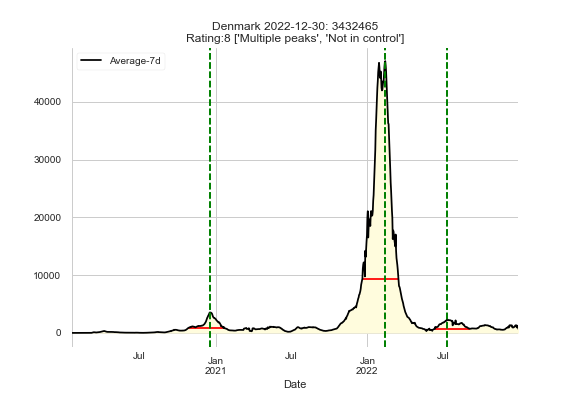 Denmark 2022-12-30: 3432465
Rating:8 ['Multiple peaks', 'Not in control']
Average-7d
40000
30000
20000
10000
0
Jul
Jan
2021
Jul
Jan
2022
Jul
Date